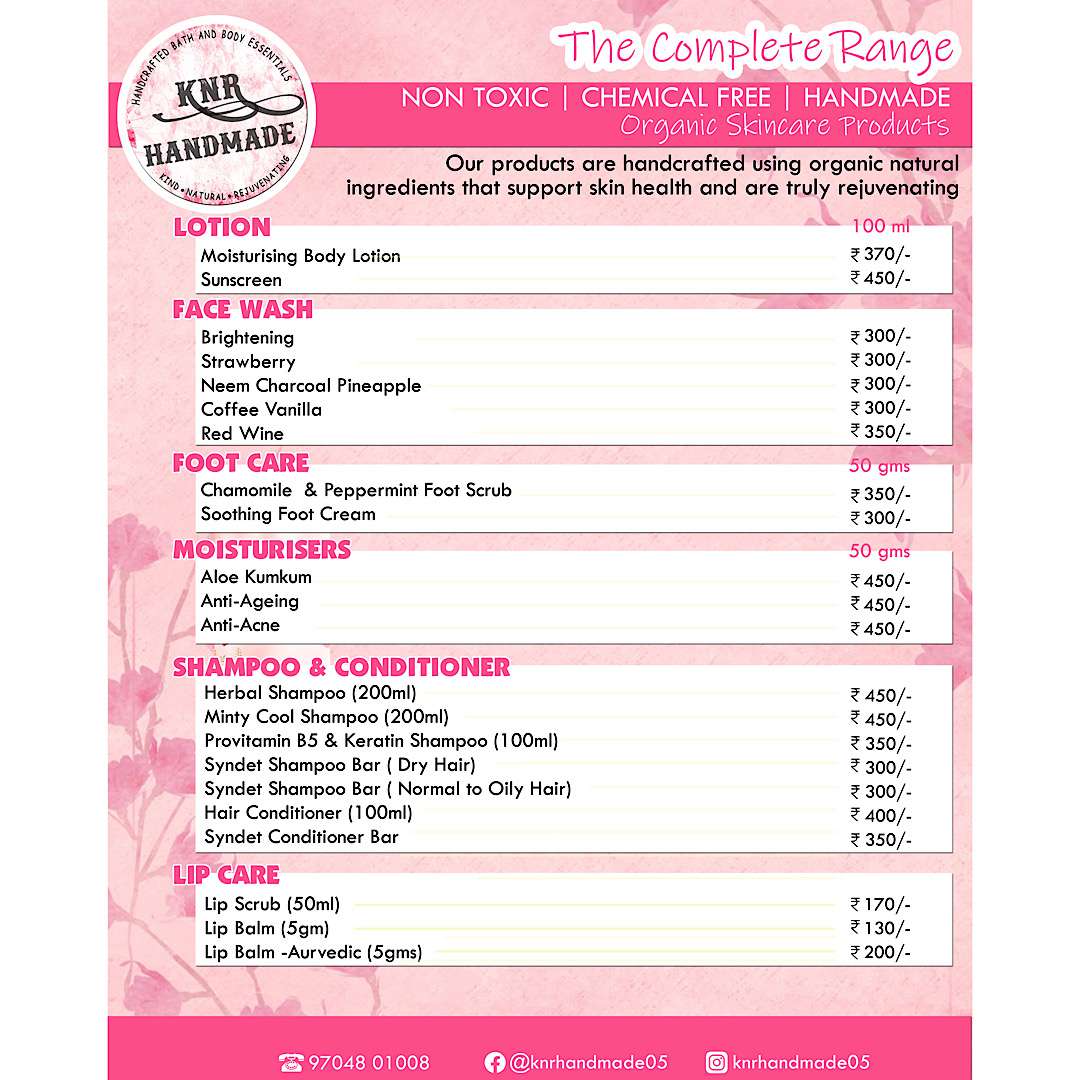 HANDCRAFTED BATH AND BODY ESSENTIALS
KNR
HANDMADE
KIND • NATURAL • REJUVENATING
The Complete Range
NON TOXIC | CHEMICAL FREE | HANDMADE
Organic Skincare Products
Our products are handcrafted using organic natural
ingredients that support skin health and are truly rejuvenating
LOTION 100 ml
Moisturising Body Lotion ₹ 370/-
Sunscreen ₹ 450/-
FACE WASH
Brightening ₹ 300/-
Strawberry ₹ 300/-
Neem Charcoal Pineapple ₹ 300/-
Coffee Vanilla ₹ 300/-
Red Wine ₹ 350/-
FOOT CARE 50 gms
Chamomile & Peppermint Foot Scrub ₹ 350/-
Soothing Foot Cream ₹ 300/-
MOISTURISERS 50 gms
Aloe Kumkum ₹ 450/-
Anti-Ageing ₹ 450/-
Anti-Acne ₹ 450/-
SHAMPOO & CONDITIONER
Herbal Shampoo (200ml) ₹ 450/-
Minty Cool Shampoo (200ml) ₹ 450/-
Provitamin B5 & Keratin Shampoo (100ml) ₹ 350/-
Syndet Shampoo Bar ( Dry Hair) ₹ 300/-
Syndet Shampoo Bar ( Normal to Oily Hair) ₹ 300/-
Hair Conditioner (100ml) ₹ 400/-
Syndet Conditioner Bar ₹ 350/-
LIP CARE
Lip Scrub (50ml) ₹ 170/-
Lip Balm (5gm) ₹ 130/-
Lip Balm -Aurvedic (5gms) ₹ 200/-
97048 01008 @knrhandmade05 knrhandmade05